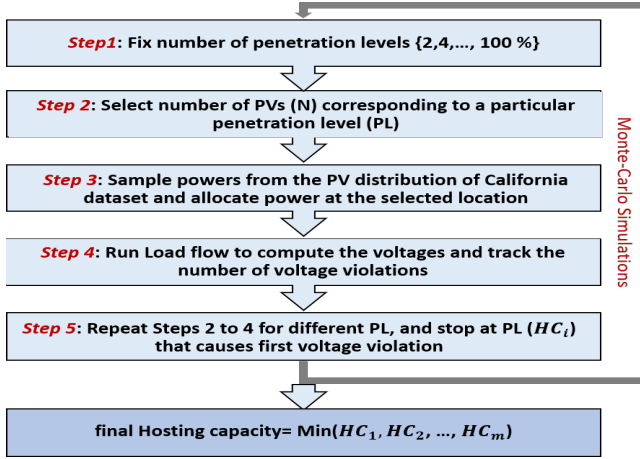 Step1: Fix number of penetration levels {2,4,..., 100 %}
Step 2: Select number of PVs (N) corresponding to a particular
penetration level (PL)
Step 3: Sample powers from the PV distribution of California
dataset and allocate power at the selected location
Step 4: Run Load flow to compute the voltages and track the
number of voltage violations
Step 5: Repeat Steps 2 to 4 for different PL, and stop at PL (HCᵢ)
that causes first voltage violation
final Hosting capacity= Min(HC₁, HC₂, ..., HCₘ)
Monte-Carlo Simulations